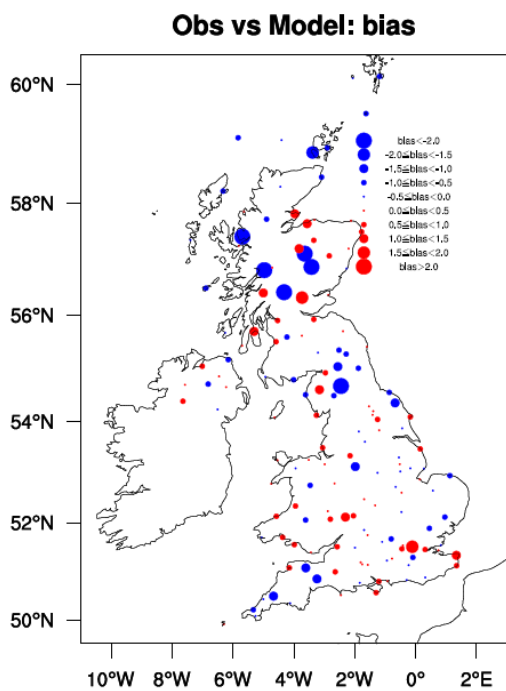 Obs vs Model: bias
60°N
58°N
56°N
54°N
52°N
50°N
bias<-2.0
-2.0≤bias<-1.5
-1.5≤bias<-1.0
-1.0≤bias<-0.5
-0.5≤bias<0.0
0.0≤bias<0.5
0.5≤bias<1.0
1.0≤bias<1.5
1.5≤bias<2.0
bias>2.0
10°W 8°W 6°W 4°W 2°W 0° 2°E